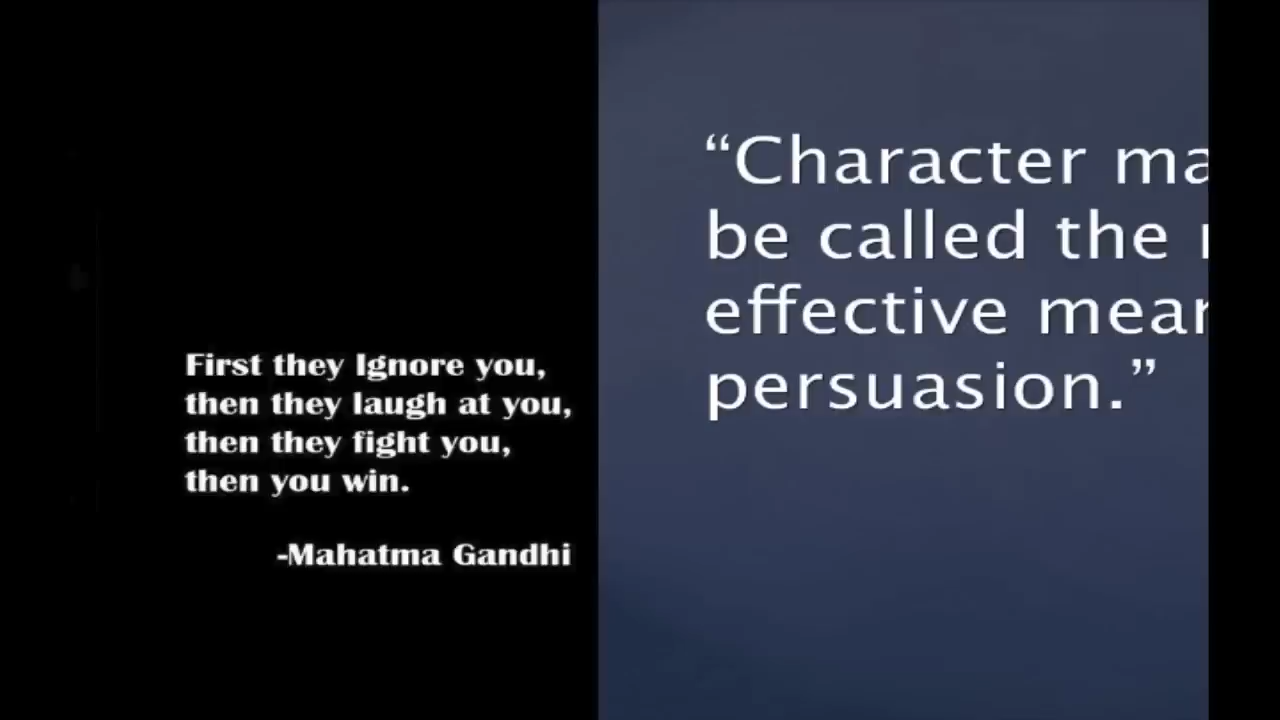 First they Ignore you,
then they laugh at you,
then they fight you,
then you win.
-Mahatma Gandhi
“Character
be called the
effective
persuasion.”